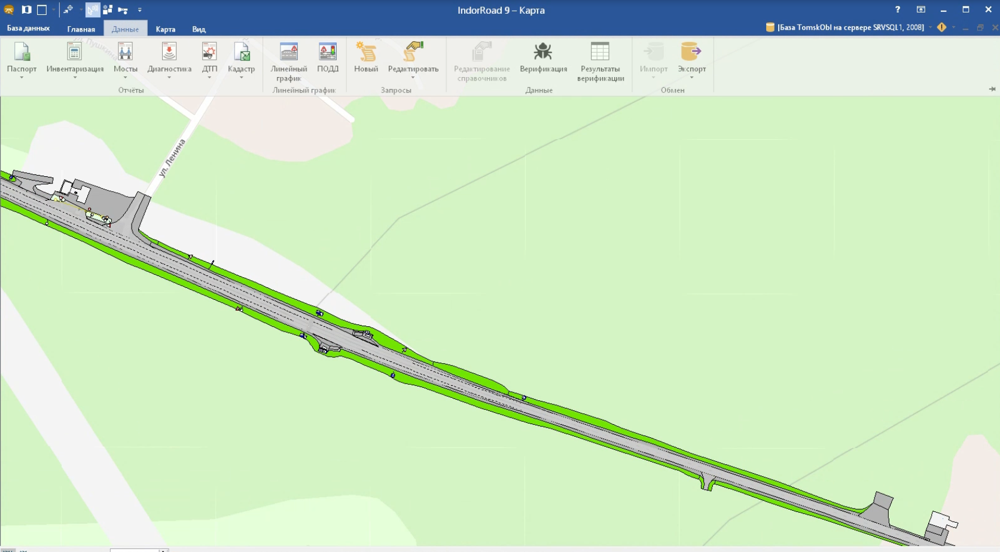 IndorRoad 9 – Карта
?
База данных Главная Данные Карта Вид
[База TomskObl на сервере SRVSQL1, 2008]
ул. Пушкина
Паспорт Инвентаризация Мосты Диагностика ДТП Кадастр
Линейный график ПОДД
Новый Редактировать
Редактирование справочников Верификация Результаты верификации
Импорт Экспорт
Отчёты Линейный график Запросы Данные Обмен
ул. Ленина